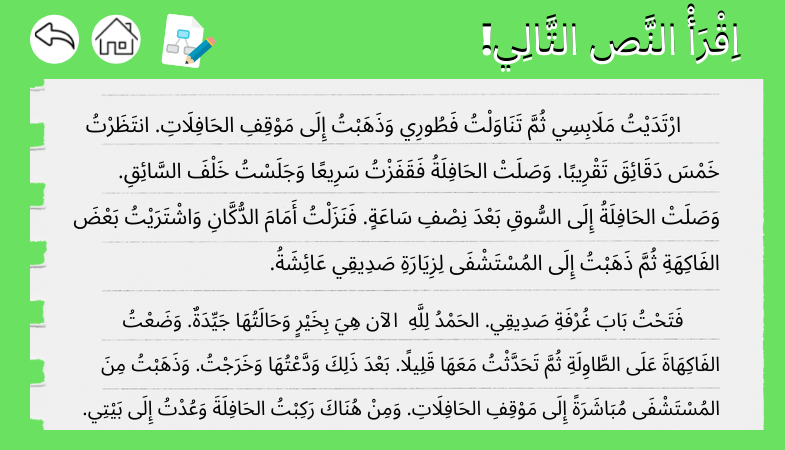 اِقْرَأْ النَّص التَّالِي!
ارْتَدَيْتُ مَلَابِسِي ثُمَّ تَنَاوَلْتُ فَطُورِي وَذَهَبْتُ إِلَى مَوْقِفِ الحَافِلَاتِ. انتَظَرْتُ
خَمْسَ دَقَائِقَ تَقْرِيبًا. وَصَلَتْ الحَافِلَةُ فَقَفَزْتُ سَرِيعًا وَجَلَسْتُ خَلْفَ السَّائِقِ.
وَصَلَتْ الحَافِلَةُ إِلَى السُّوقِ بَعْدَ نِصْفِ سَاعَةٍ. فَنَزَلْتُ أَمَامَ الدُّكَّانِ وَاشْتَرَيْتُ بَعْضَ
الفَاكِهَةِ ثُمَّ ذَهَبْتُ إِلَى المُسْتَشْفَى لِزِيَارَةِ صَدِيقِي عَائِشَةُ.
فَتَحْتُ بَابَ غُرْفَةِ صَدِيقِي. الحَمْدُ لِلَّهِ الآن هِيَ بِخَيْرٍ وَحَالَتُهَا جَيِّدَةٌ. وَضَعْتُ
الفَاكِهَاةَ عَلَى الطَّاوِلَةِ ثُمَّ تَحَدَّثْتُ مَعَهَا قَلِيلًا. بَعْدَ ذَلِكَ وَدَّعْتُهَا وَخَرَجْتُ. وَذَهَبْتُ مِنَ
المُسْتَشْفَى مُبَاشَرَةً إِلَى مَوْقِفِ الحَافِلَاتِ. وَمِنْ هُنَاكَ رَكِبْتُ الحَافِلَةَ وَعُدْتُ إِلَى بَيْتِي.